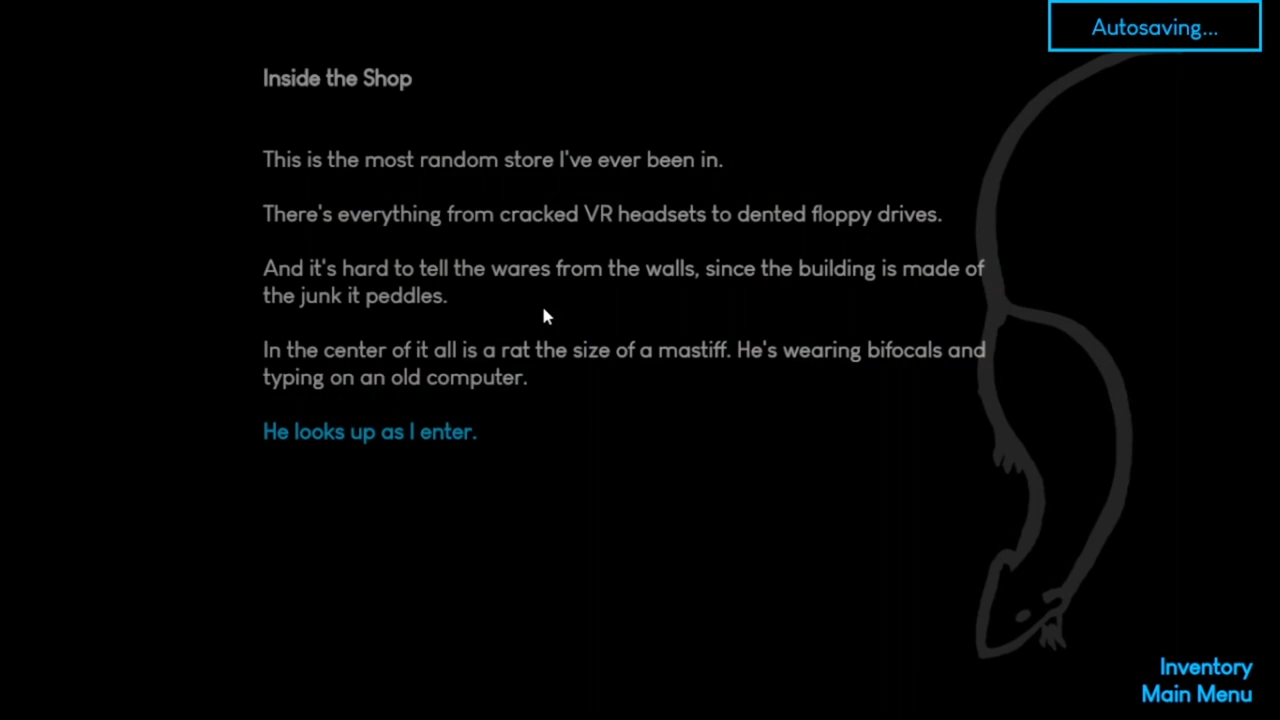 Autosaving...
Inside the Shop
This is the most random store I've ever been in.
There's everything from cracked VR headsets to dented floppy drives.
And it's hard to tell the wares from the walls, since the building is made of
the junk it peddles.
In the center of it all is a rat the size of a mastiff. He's wearing bifocals and
typing on an old computer.
He looks up as I enter.
Inventory
Main Menu